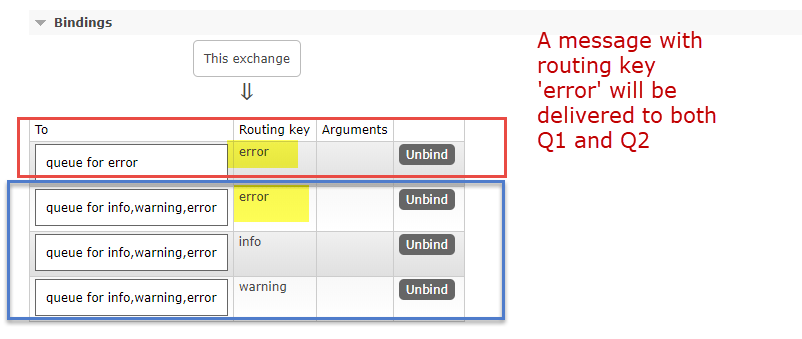 Bindings
This exchange
⇓
To Routing key Arguments
queue for error error Unbind
queue for info,warning,error error Unbind
queue for info,warning,error info Unbind
queue for info,warning,error warning Unbind
A message with
routing key
'error' will be
delivered to both
Q1 and Q2